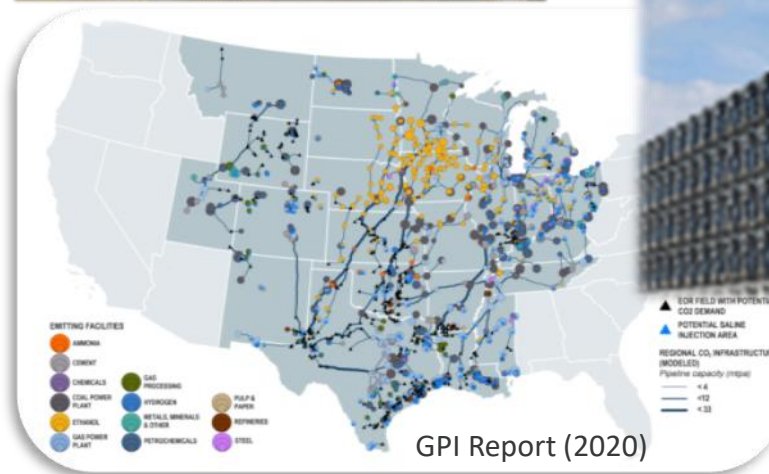 EMITTING FACILITIES
AMMONIA
CEMENT
CHEMICALS
COAL POWER
PLANT
ETHANOL
GAS POWER
PLANT
GAS
PROCESSING
HYDROGEN
METALS, MINERALS
& OTHER
PETROCHEMICALS
PULP &
PAPER
REFINERIES
STEEL
EOR FIELD WITH POTENTIA
CO2 DEMAND
POTENTIAL SALINE
INJECTION AREA
REGIONAL CO₂ INFRASTRUCTU
(MODELED)
Pipeline capacity (mtpa)
< 4
<12
< 33
GPI Report (2020)